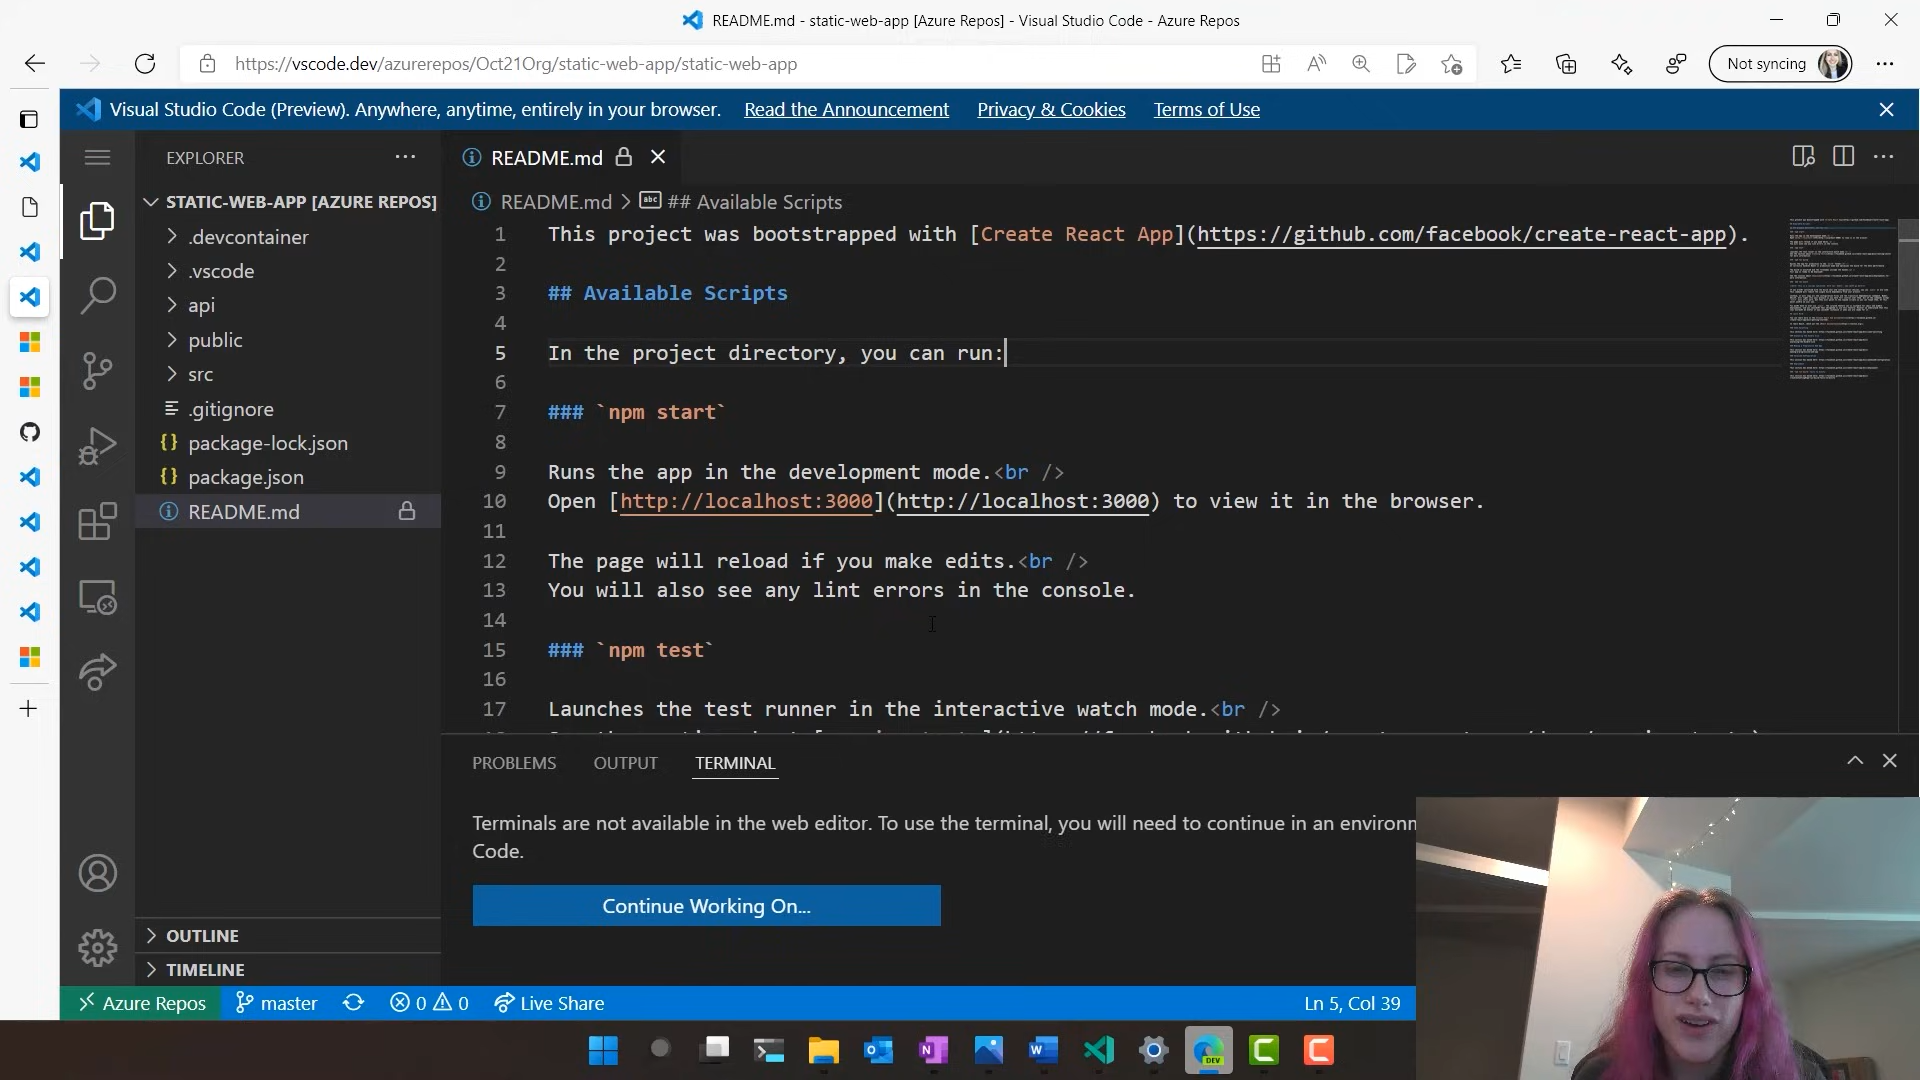 README.md - static-web-app [Azure Repos] - Visual Studio Code - Azure Repos
https://vscode.dev/azurerepos/Oct21Org/static-web-app/static-web-app
Not syncing
Visual Studio Code (Preview). Anywhere, anytime, entirely in your browser. Read the Announcement Privacy & Cookies Terms of Use
EXPLORER
STATIC-WEB-APP [AZURE REPOS]
.devcontainer
.vscode
api
public
src
.gitignore
package-lock.json
package.json
README.md
OUTLINE
TIMELINE
README.md
README.md > ## Available Scripts
1 This project was bootstrapped with [Create React App](https://github.com/facebook/create-react-app).
2
3 ## Available Scripts
4
5 In the project directory, you can run:
6
7 ### `npm start`
8
9 Runs the app in the development mode.<br />
10 Open [http://localhost:3000](http://localhost:3000) to view it in the browser.
11
12 The page will reload if you make edits.<br />
13 You will also see any lint errors in the console.
14
15 ### `npm test`
16
17 Launches the test runner in the interactive watch mode.<br />
PROBLEMS OUTPUT TERMINAL
Terminals are not available in the web editor. To use the terminal, you will need to continue in an environm
Code.
Continue Working On...
Azure Repos master 0 0 Live Share Ln 5, Col 39
DEV